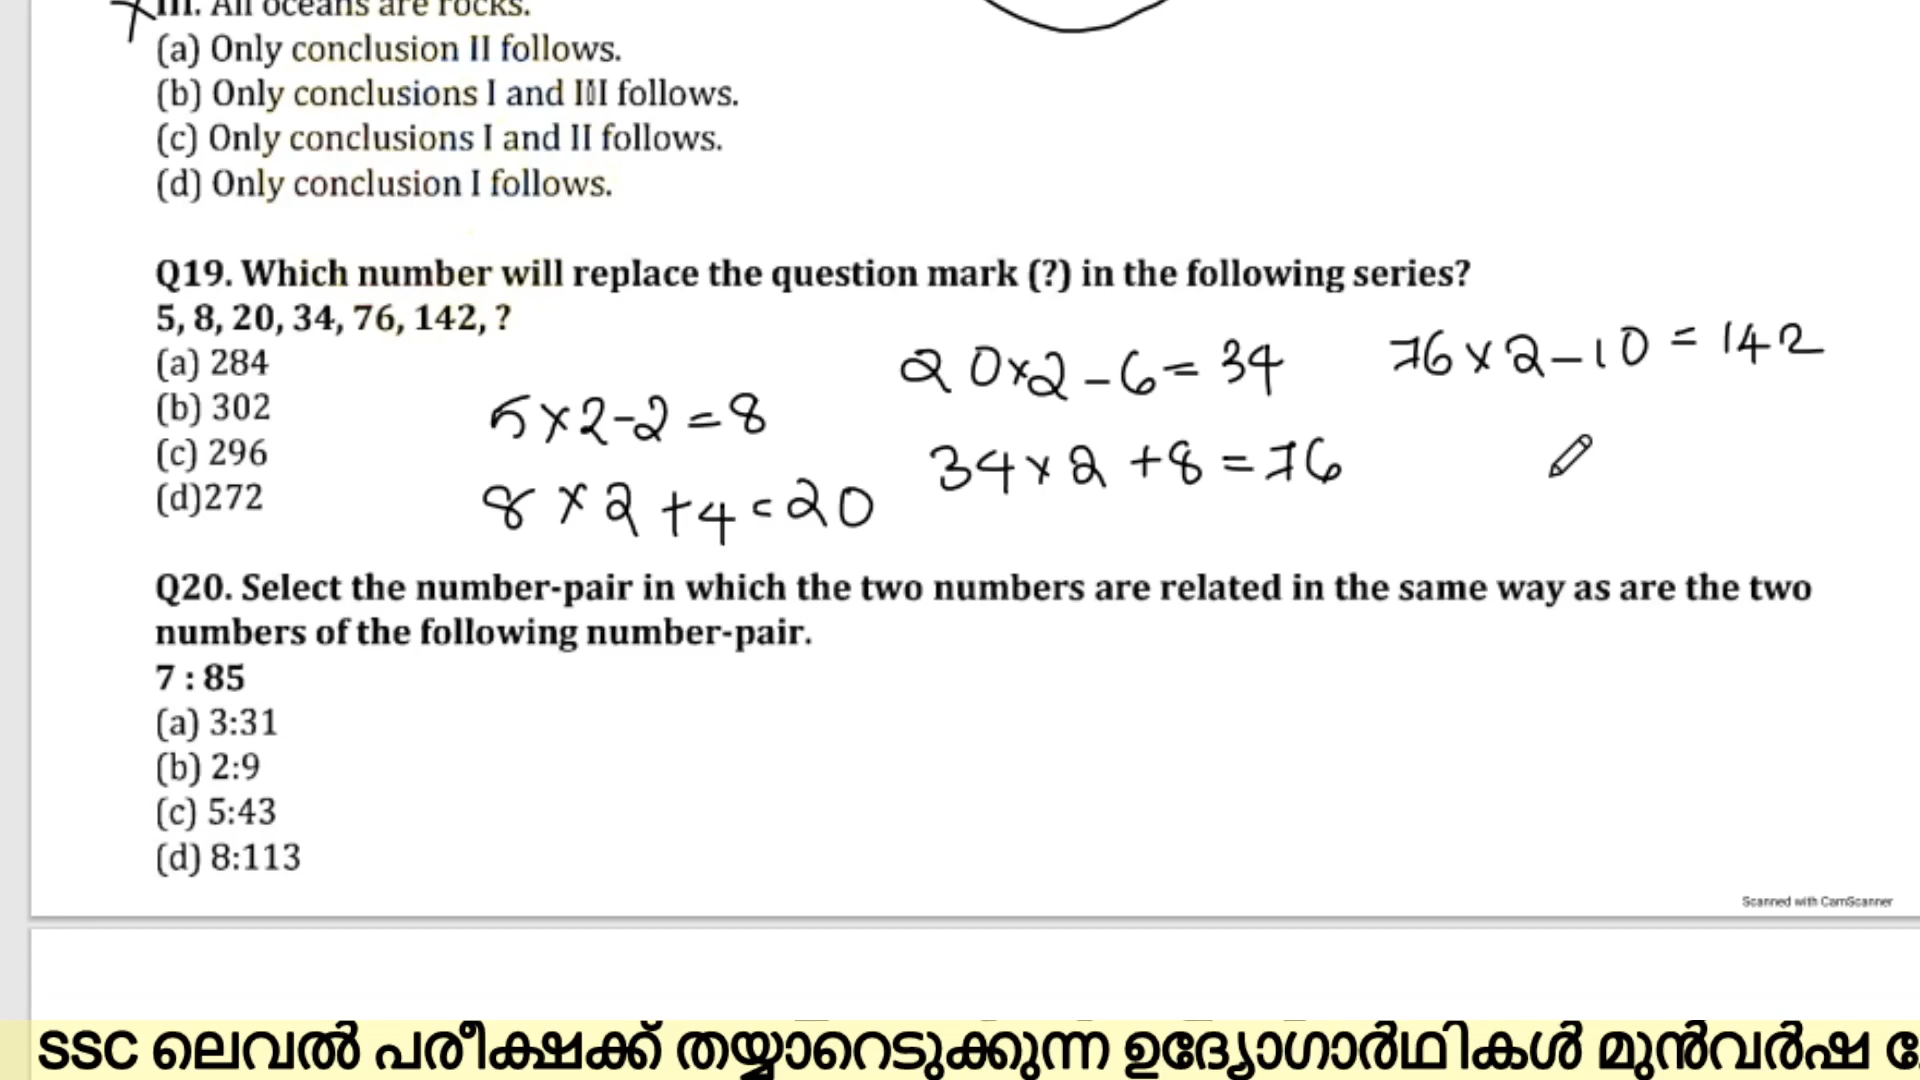 III. All oceans are rocks.
(a) Only conclusion II follows.
(b) Only conclusions I and III follows.
(c) Only conclusions I and II follows.
(d) Only conclusion I follows.
Q19. Which number will replace the question mark (?) in the following series?
5, 8, 20, 34, 76, 142, ?
(a) 284
(b) 302
(c) 296
(d)272
5×2-2=8
8×2+4=20
20×2-6=34
34×2+8=76
76×2-10=142
Q20. Select the number-pair in which the two numbers are related in the same way as are the two
numbers of the following number-pair.
7 : 85
(a) 3:31
(b) 2:9
(c) 5:43
(d) 8:113
Scanned with CamScanner
SSC ലെവൽ പരീക്ഷക്ക് തയ്യാറെടുക്കുന്ന ഉദ്യോഗാർഥികൾ മുൻവർഷ